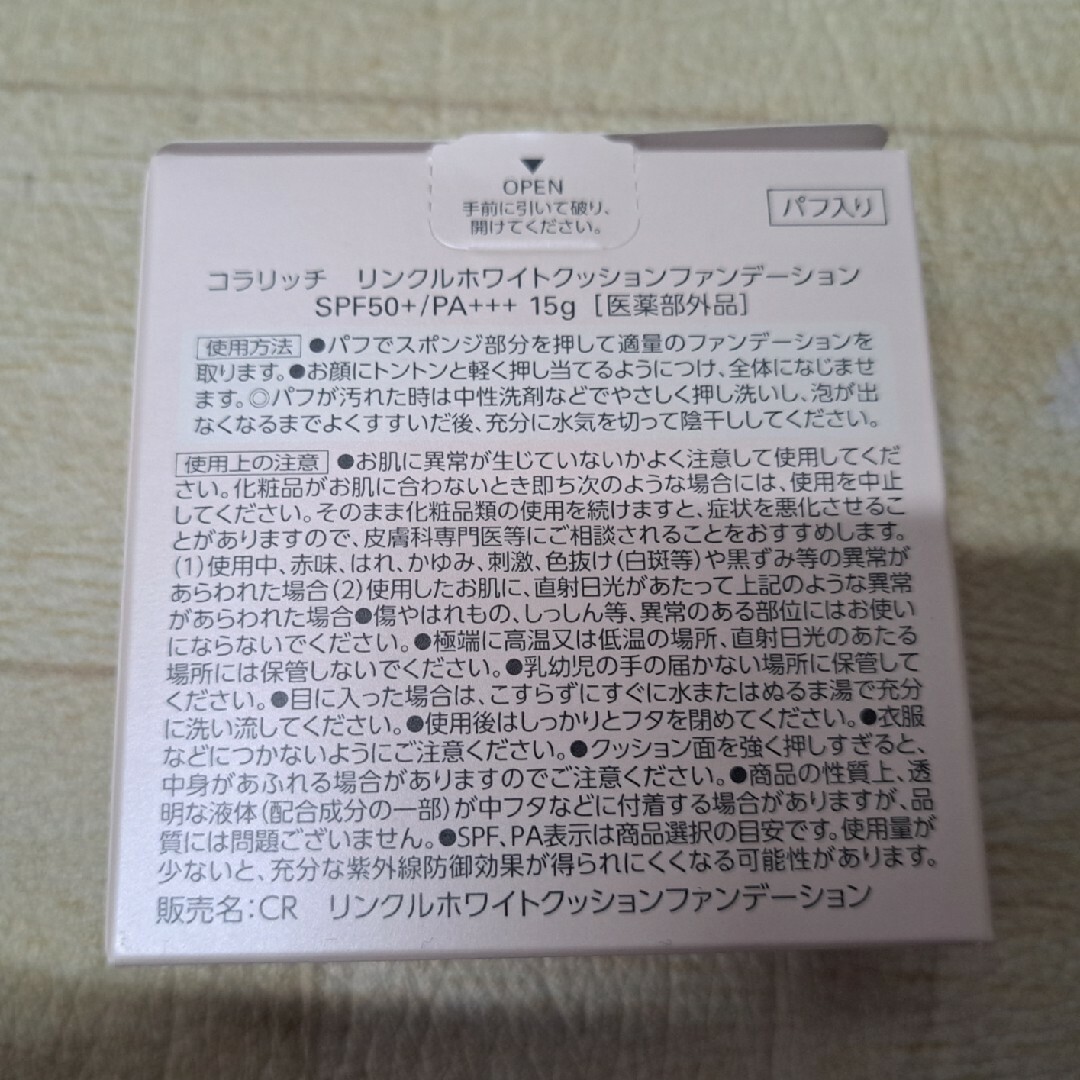 ▼
OPEN
手前に引いて破り、
開けてください。
パフ入り
コラリッチ　リンクルホワイトクッションファンデーション
SPF50+/PA+++ 15g [医薬部外品]
使用方法 ●パフでスポンジ部分を押して適量のファンデーションを
取ります。●お顔にトントンと軽く押し当てるようにつけ、全体になじませ
ます。◎パフが汚れた時は中性洗剤などでやさしく押し洗いし、泡が出
なくなるまでよくすすいだ後、充分に水気を切って陰干ししてください。
使用上の注意 ●お肌に異常が生じていないかよく注意して使用してくだ
さい。化粧品がお肌に合わないとき即ち次のような場合には、使用を中止
してください。そのまま化粧品類の使用を続けますと、症状を悪化させるこ
とがありますので、皮膚科専門医等にご相談されることをおすすめします。
(1)使用中、赤味、はれ、かゆみ、刺激、色抜け(白斑等)や黒ずみ等の異常が
あらわれた場合(2)使用したお肌に、直射日光があたって上記のような異常
があらわれた場合●傷やはれもの、しっしん等、異常のある部位にはお使い
にならないでください。●極端に高温又は低温の場所、直射日光のあたる
場所には保管しないでください。●乳幼児の手の届かない場所に保管して
ください。●目に入った場合は、こすらずにすぐに水またはぬるま湯で充分
に洗い流してください。●使用後はしっかりとフタを閉めてください。●衣服
などにつかないようにご注意ください。●クッション面を強く押しすぎると、
中身があふれる場合がありますのでご注意ください。●商品の性質上、透
明な液体(配合成分の一部)が中フタなどに付着する場合がありますが、品
質には問題ございません。●SPF、PA表示は商品選択の目安です。使用量が
少ないと、充分な紫外線防御効果が得られにくくなる可能性があります。
販売名:CR　リンクルホワイトクッションファンデーション